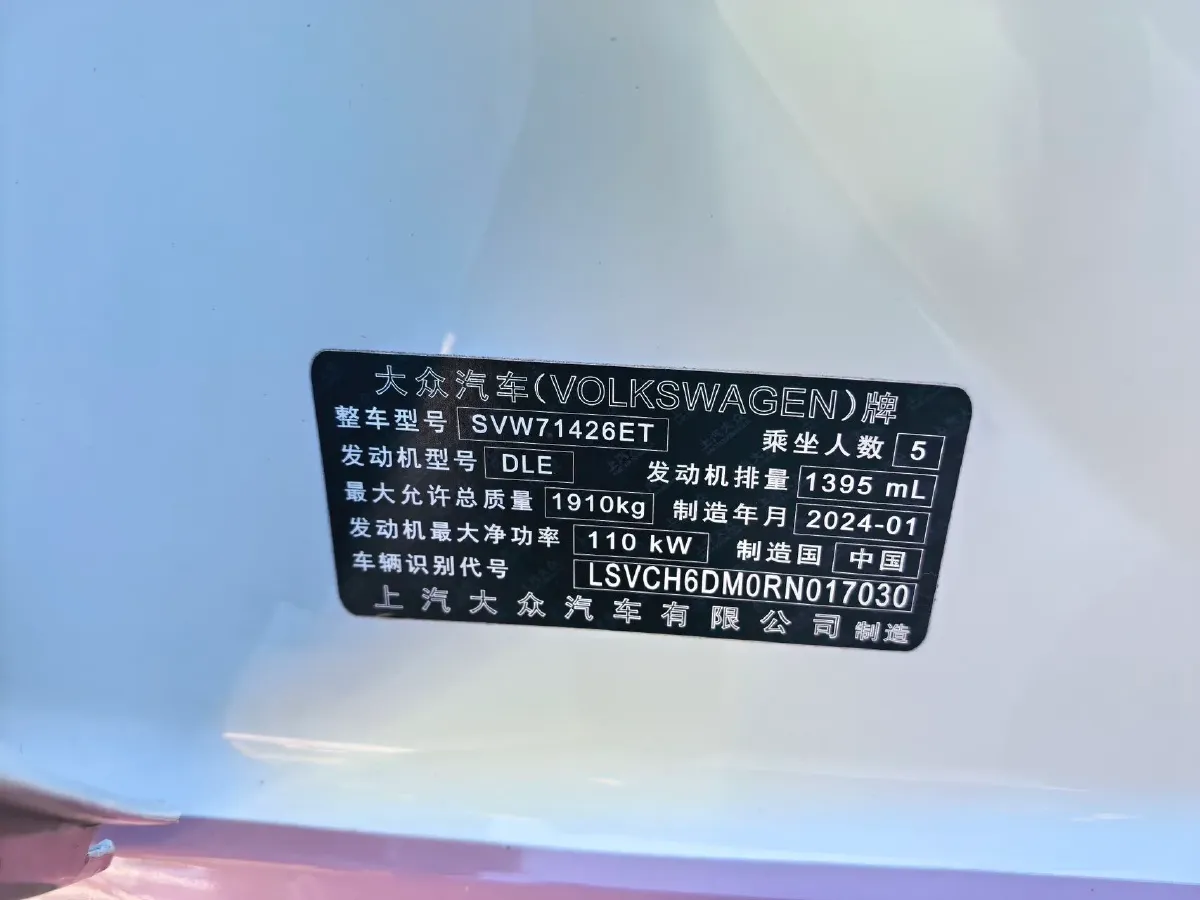 大众汽车(VOLKSWAGEN)牌
整车型号 SVW71426ET 乘坐人数 5
发动机型号 DLE 发动机排量 1395 mL
最大允许总质量 1910kg 制造年月 2024-01
发动机最大净功率 110 kW 制造国 中国
车辆识别代号 LSVCH6DM0RN017030
上汽大众汽车有限公司 制造